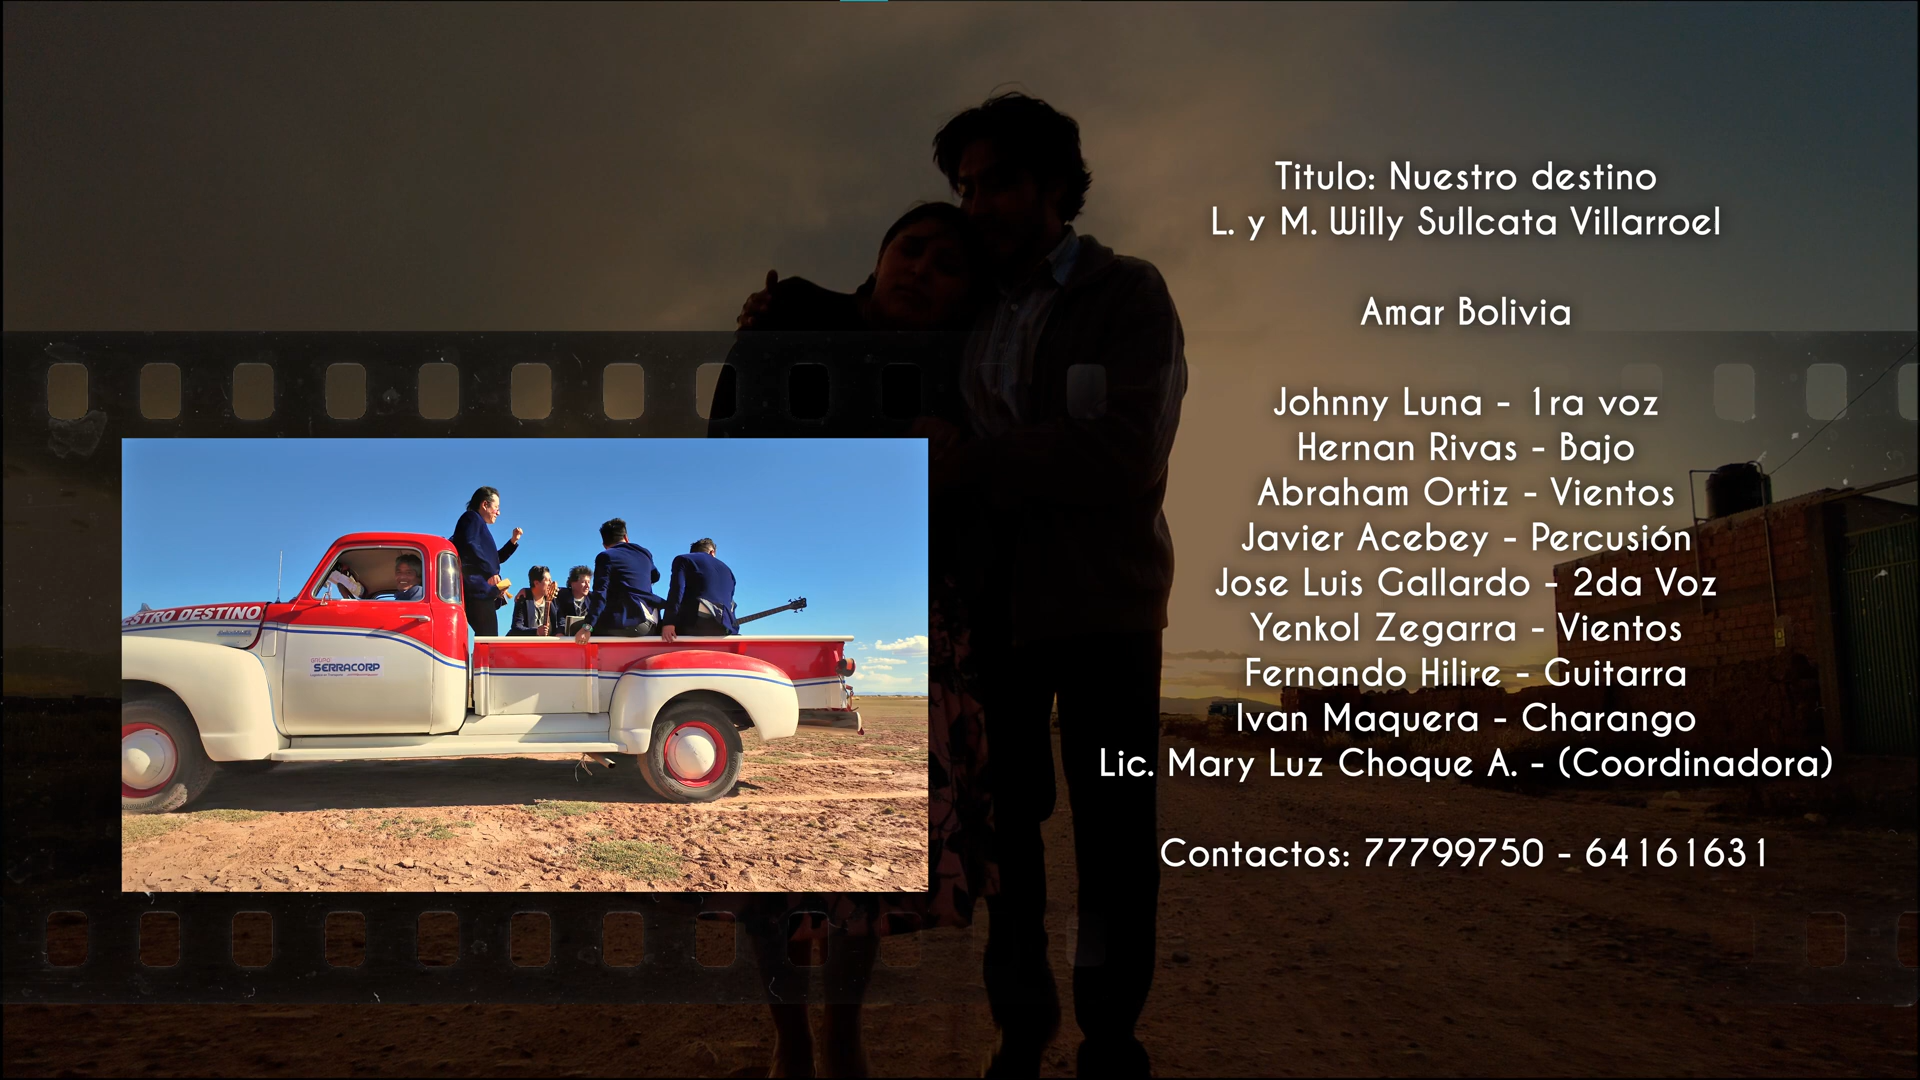 Titulo: Nuestro destino
L. y M. Willy Sullcata Villarroel
Amar Bolivia
Johnny Luna - 1ra voz
Hernan Rivas - Bajo
Abraham Ortiz - Vientos
Javier Acebey - Percusión
Jose Luis Gallardo - 2da Voz
Yenkol Zegarra - Vientos
Fernando Hilire - Guitarra
Ivan Maquera - Charango
Lic. Mary Luz Choque A. - (Coordinadora)
Contactos: 77799750 - 64161631
ESTRO DESTINO
GRUPO
SERRACORP